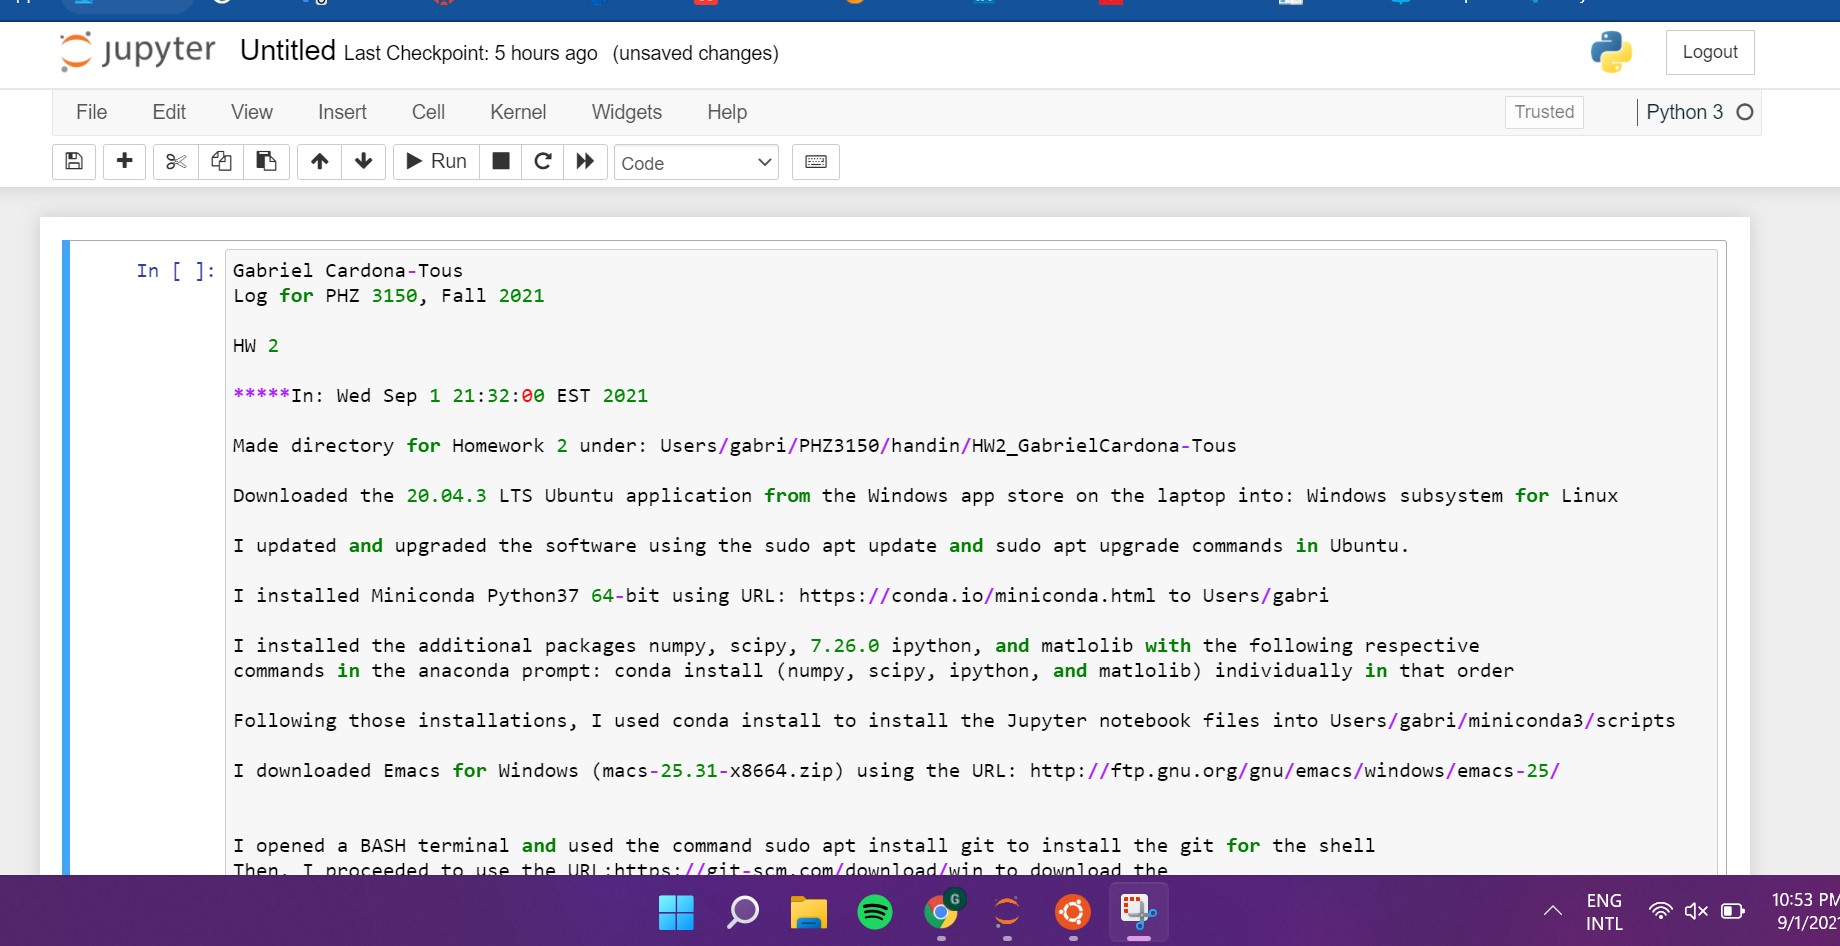 jupyter Untitled Last Checkpoint: 5 hours ago (unsaved changes)
Logout
File Edit View Insert Cell Kernel Widgets Help
Trusted
Python 3
Run
Code
In [ ]:
Gabriel Cardona-Tous
Log for PHZ 3150, Fall 2021
HW 2
*****In: Wed Sep 1 21:32:00 EST 2021
Made directory for Homework 2 under: Users/gabri/PHZ3150/handin/HW2_GabrielCardona-Tous
Downloaded the 20.04.3 LTS Ubuntu application from the Windows app store on the laptop into: Windows subsystem for Linux
I updated and upgraded the software using the sudo apt update and sudo apt upgrade commands in Ubuntu.
I installed Miniconda Python37 64-bit using URL: https://conda.io/miniconda.html to Users/gabri
I installed the additional packages numpy, scipy, 7.26.0 ipython, and matlolib with the following respective
commands in the anaconda prompt: conda install (numpy, scipy, ipython, and matlolib) individually in that order
Following those installations, I used conda install to install the Jupyter notebook files into Users/gabri/miniconda3/scripts
I downloaded Emacs for Windows (macs-25.31-x8664.zip) using the URL: http://ftp.gnu.org/gnu/emacs/windows/emacs-25/
I opened a BASH terminal and used the command sudo apt install git to install the git for the shell
Then, I proceeded to use the URL:https://git-scm.com/download/win to download the
G
ENG
INTL
10:53 PM
9/1/202